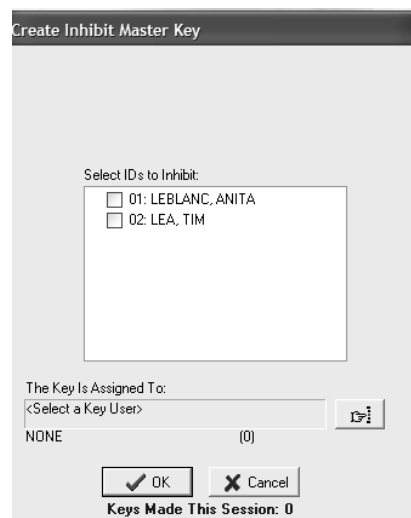 Create Inhibit Master Key
Select IDs to Inhibit:
01: LEBLANC, ANITA
02: LEA, TIM
The Key Is Assigned To:
<Select a Key User>
NONE (0)
OK Cancel
Keys Made This Session: 0